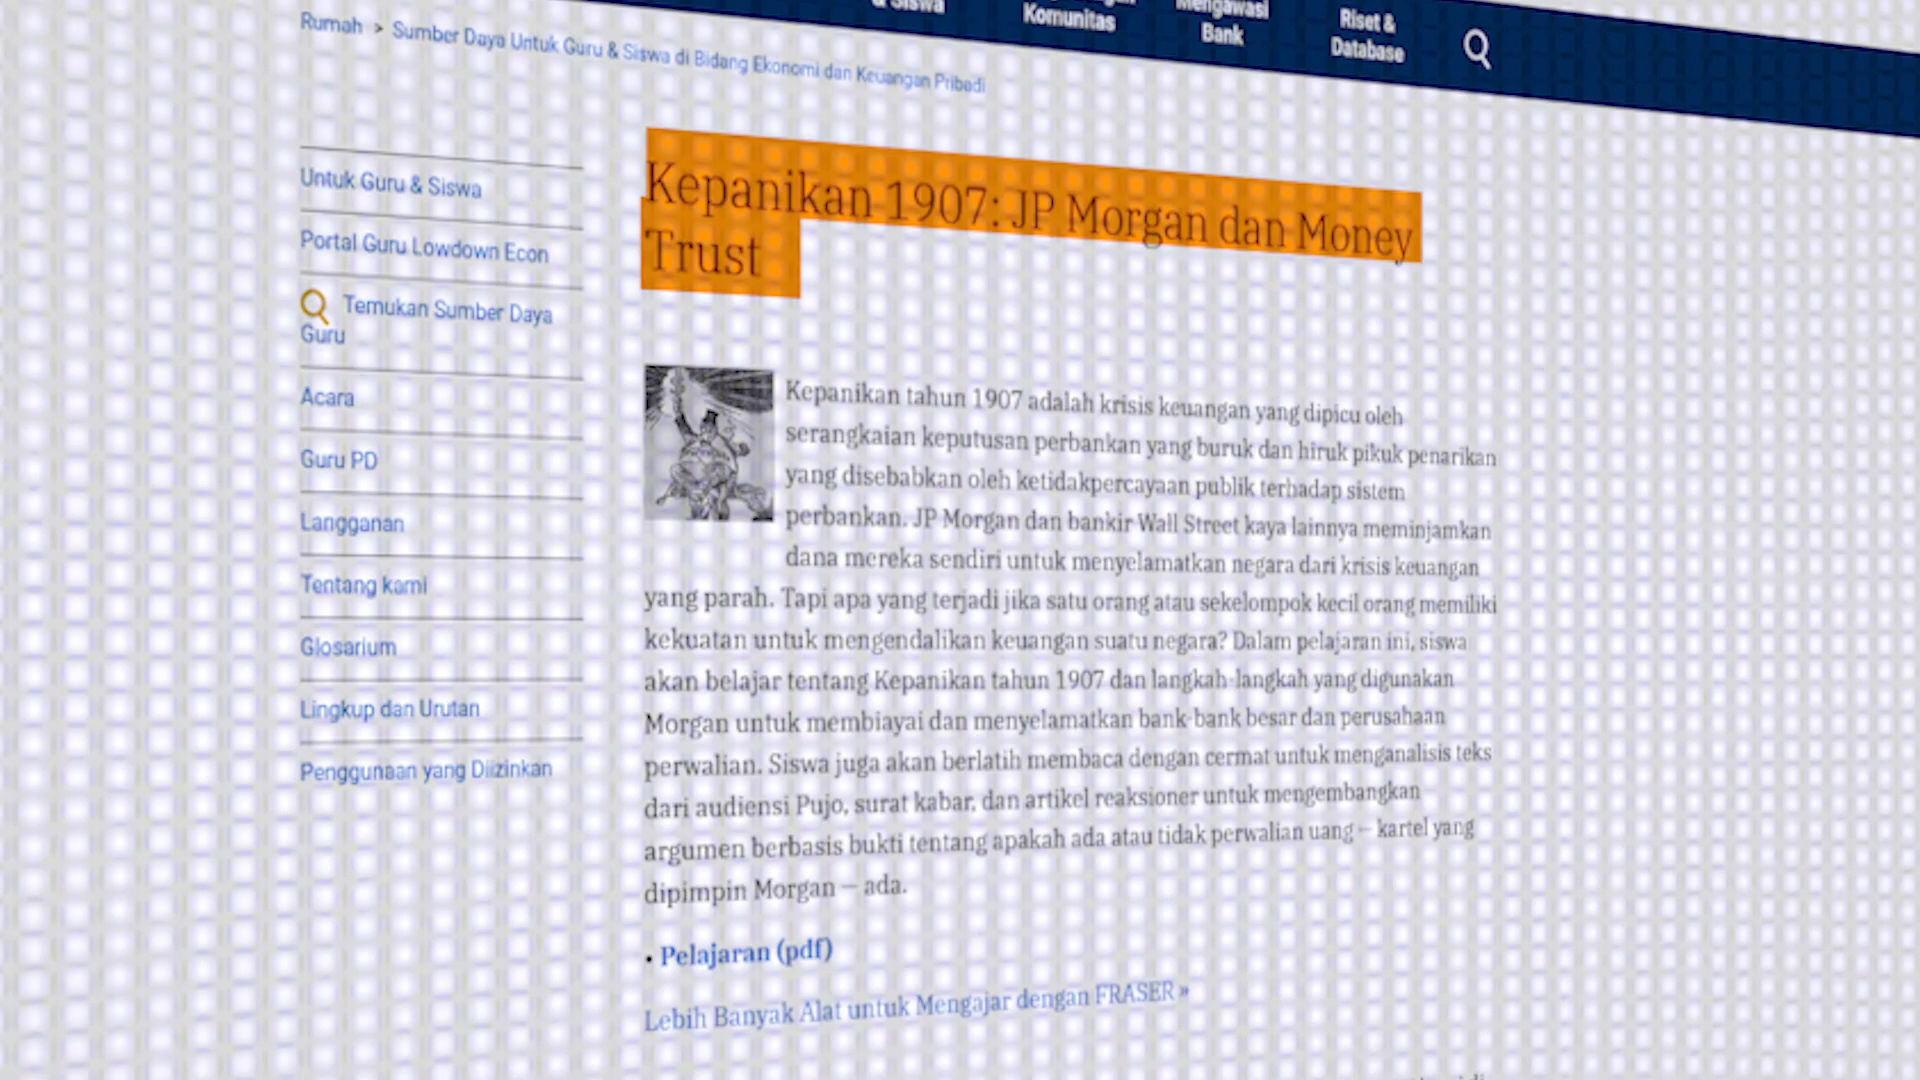 & Siswa
Komunitas
Mengawasi
Bank
Riset &
Database
Rumah > Sumber Daya Untuk Guru & Siswa di Bidang Ekonomi dan Keuangan Pribadi
Untuk Guru & Siswa
Portal Guru Lowdown Econ
Temukan Sumber Daya
Guru
Acara
Guru PD
Langganan
Tentang kami
Glosarium
Lingkup dan Urutan
Penggunaan yang Diizinkan
Kepanikan 1907: JP Morgan dan Money
Trust
Kepanikan tahun 1907 adalah krisis keuangan yang dipicu oleh
serangkaian keputusan perbankan yang buruk dan hiruk pikuk penarikan
yang disebabkan oleh ketidakpercayaan publik terhadap sistem
perbankan. JP Morgan dan bankir Wall Street kaya lainnya meminjamkan
dana mereka sendiri untuk menyelamatkan negara dari krisis keuangan
yang parah. Tapi apa yang terjadi jika satu orang atau sekelompok kecil orang memiliki
kekuatan untuk mengendalikan keuangan suatu negara? Dalam pelajaran ini, siswa
akan belajar tentang Kepanikan tahun 1907 dan langkah-langkah yang digunakan
Morgan untuk membiayai dan menyelamatkan bank-bank besar dan perusahaan
perwalian. Siswa juga akan berlatih membaca dengan cermat untuk menganalisis teks
dari audiensi Pujo, surat kabar, dan artikel reaksioner untuk mengembangkan
argumen berbasis bukti tentang apakah ada atau tidak perwalian uang – kartel yang
dipimpin Morgan – ada.
• Pelajaran (pdf)
Lebih Banyak Alat untuk Mengajar dengan FRASER »